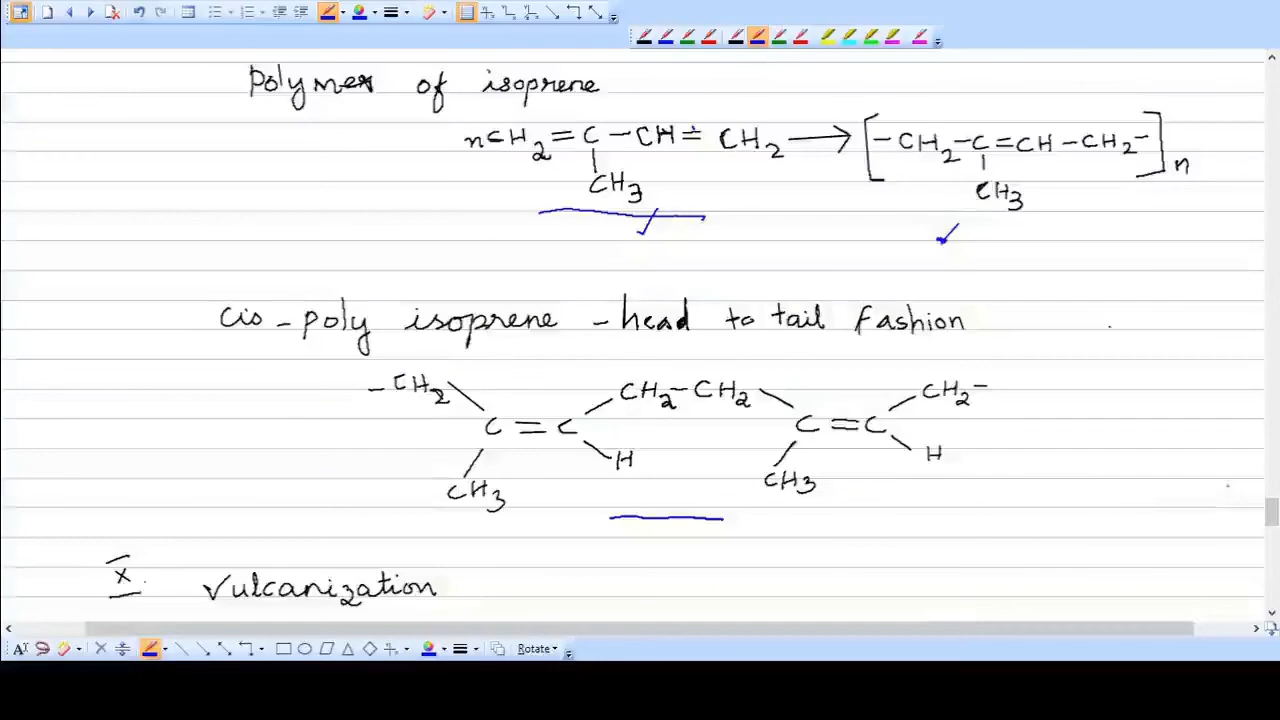 Polymer of isoprene
nCH2=C-CH=CH2 → [-CH2-C=CH-CH2-]n
CH3 CH3
cis-poly isoprene - head to tail fashion
-CH2 CH2-CH2 CH2-
C=C C=C
H H
CH3 CH3
X. Vulcanization
Rotate